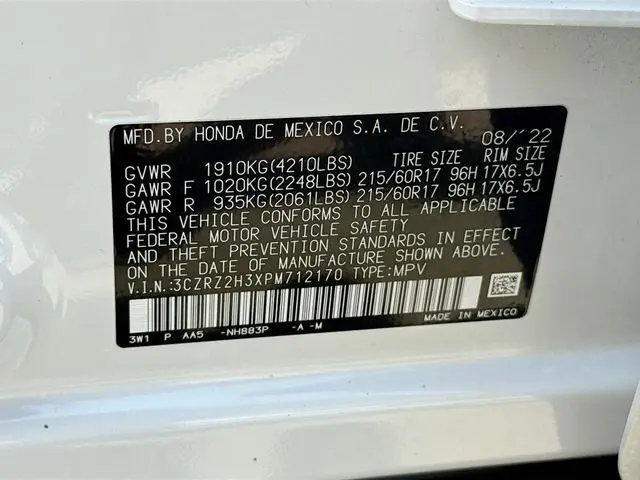 MFD.BY HONDA DE MEXICO S.A. DE C.V. 08/´22
GVWR 1910KG(4210LBS) TIRE SIZE RIM SIZE
GAWR F 1020KG(2248LBS) 215/60R17 96H 17X6.5J
GAWR R 935KG(2061LBS) 215/60R17 96H 17X6.5J
THIS VEHICLE CONFORMS TO ALL APPLICABLE
FEDERAL MOTOR VEHICLE SAFETY
AND THEFT PREVENTION STANDARDS IN EFFECT
ON THE DATE OF MANUFACTURE SHOWN ABOVE.
V.I.N.:3CZRZ2H3XPM712170 TYPE:MPV
3W1 P AA5 -NH883P -A -M MADE IN MEXICO